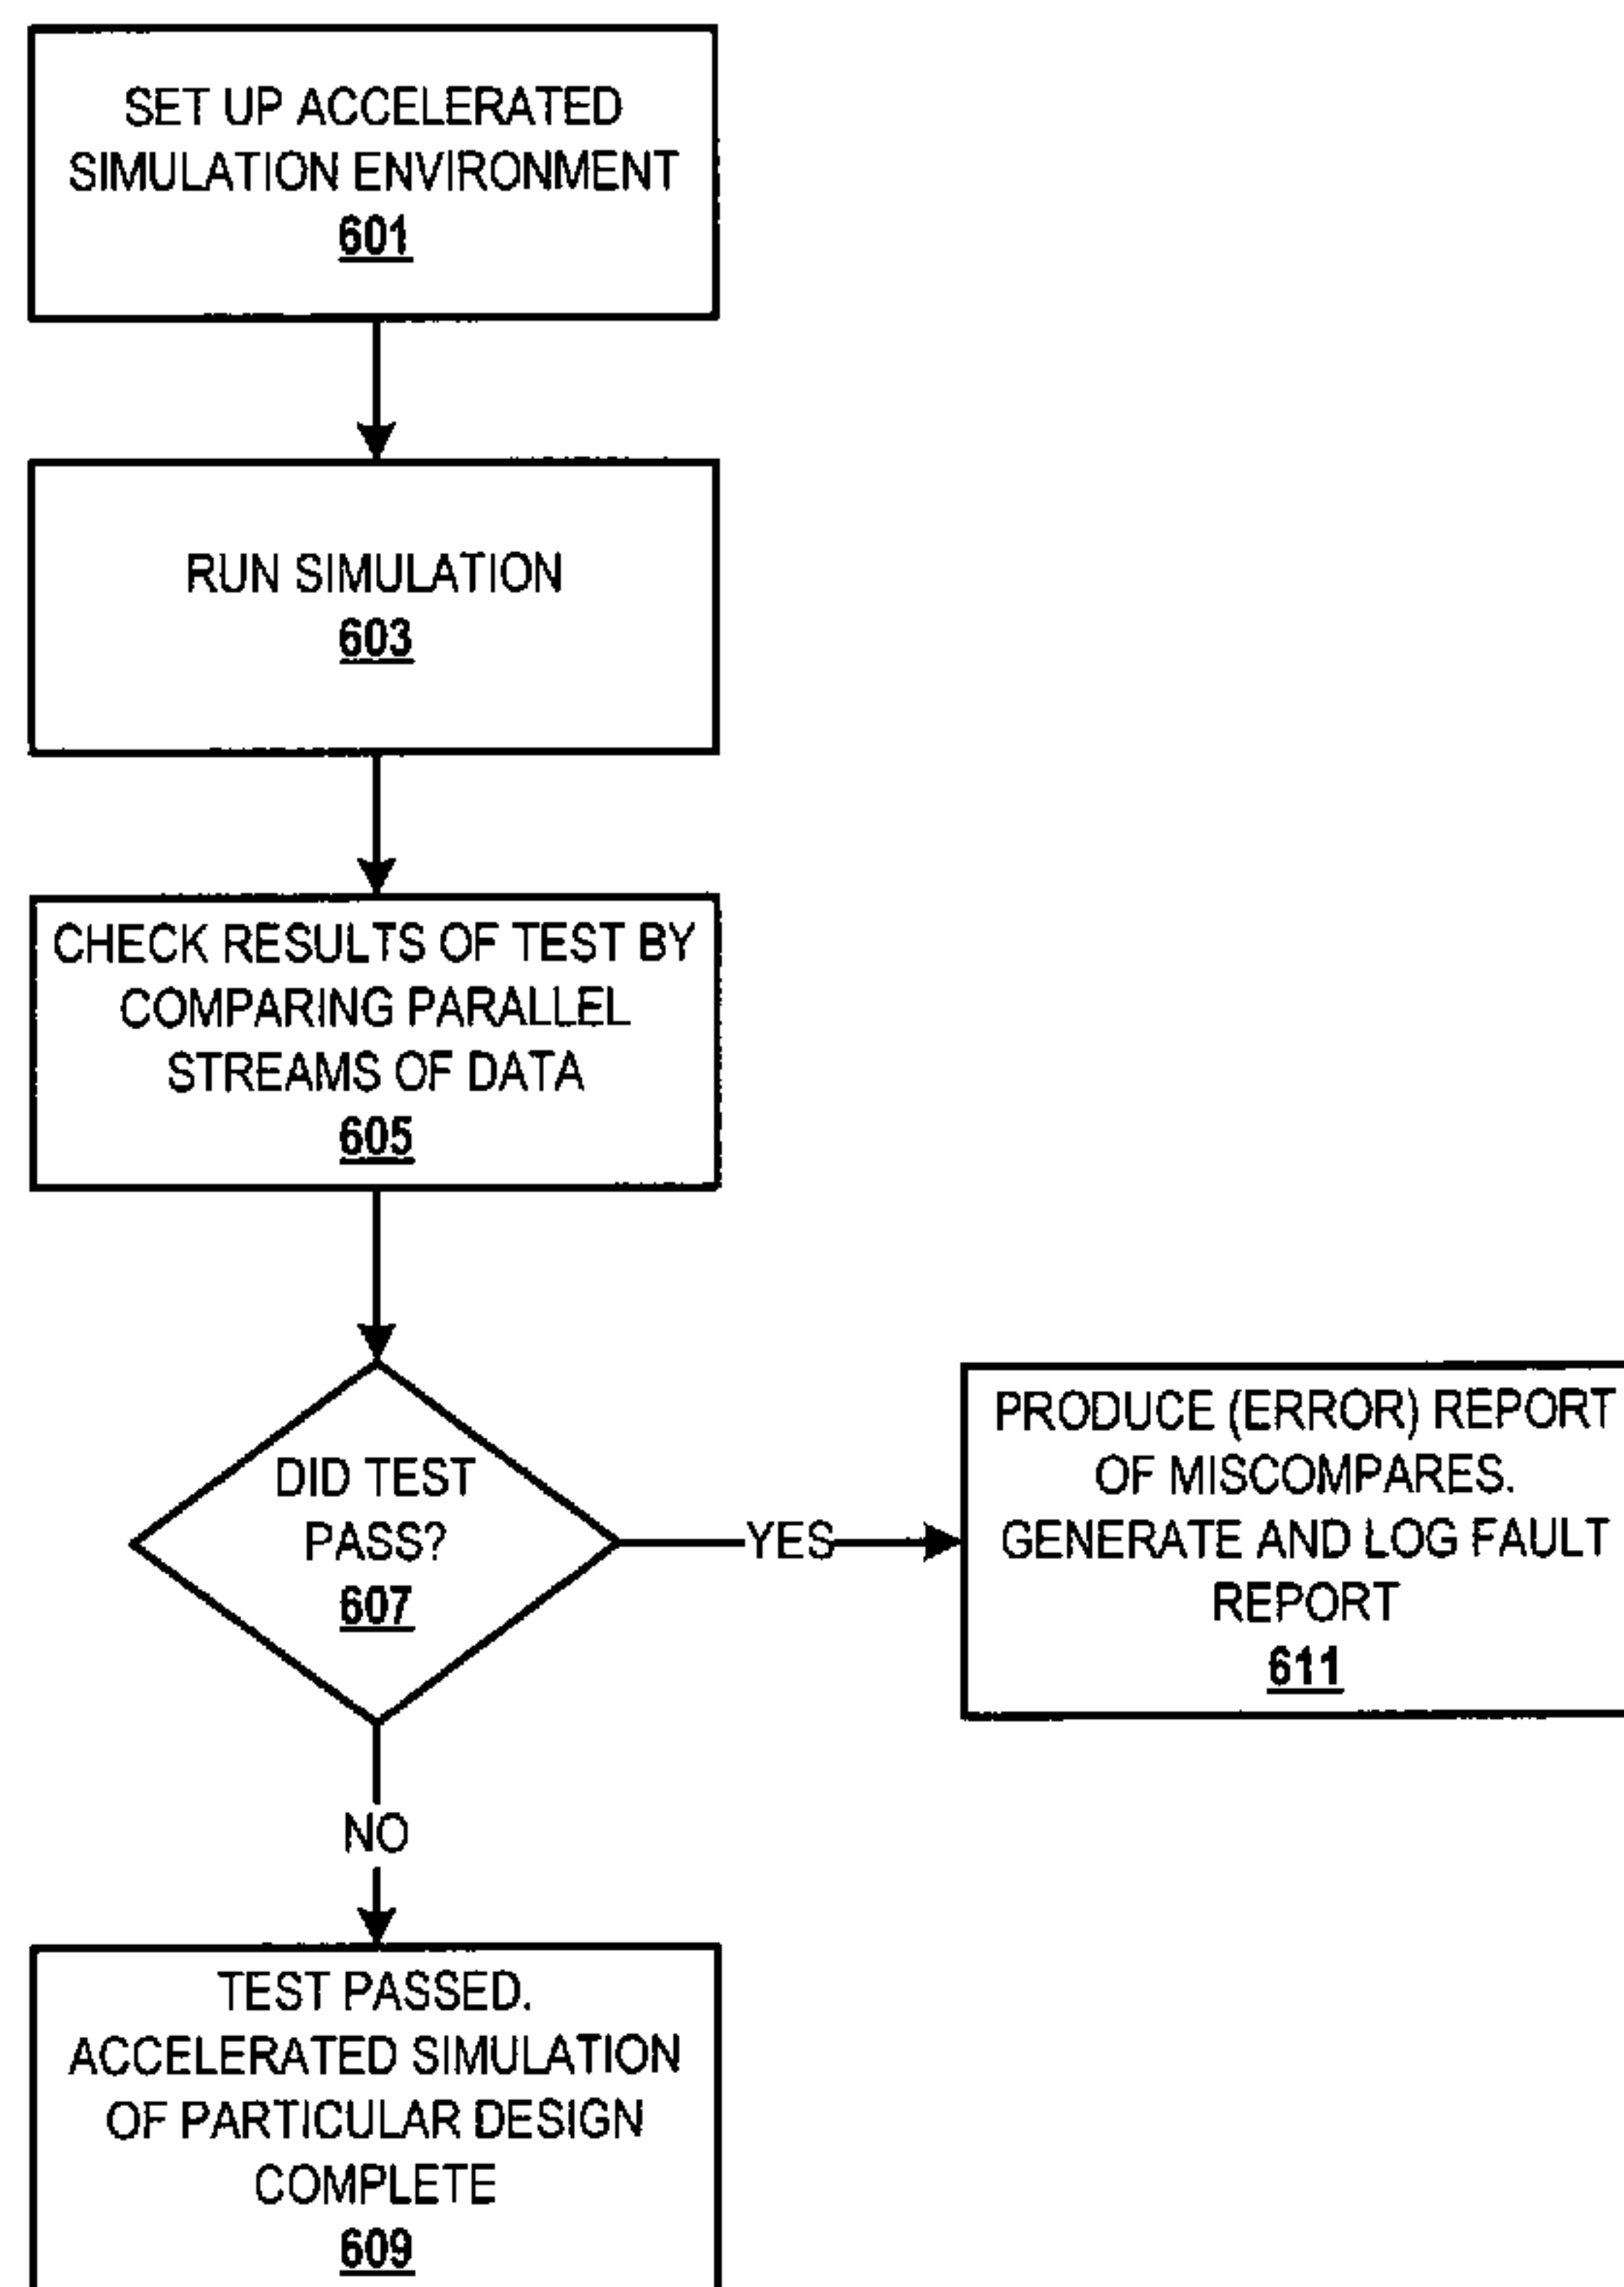 SET UP ACCELERATED
SIMULATION ENVIRONMENT
601
RUN SIMULATION
603
CHECK RESULTS OF TEST BY
COMPARING PARALLEL
STREAMS OF DATA
605
DID TEST
PASS?
607
YES
PRODUCE (ERROR) REPORT
OF MISCOMPARES.
GENERATE AND LOG FAULT
REPORT
611
NO
TEST PASSED.
ACCELERATED SIMULATION
OF PARTICULAR DESIGN
COMPLETE
609